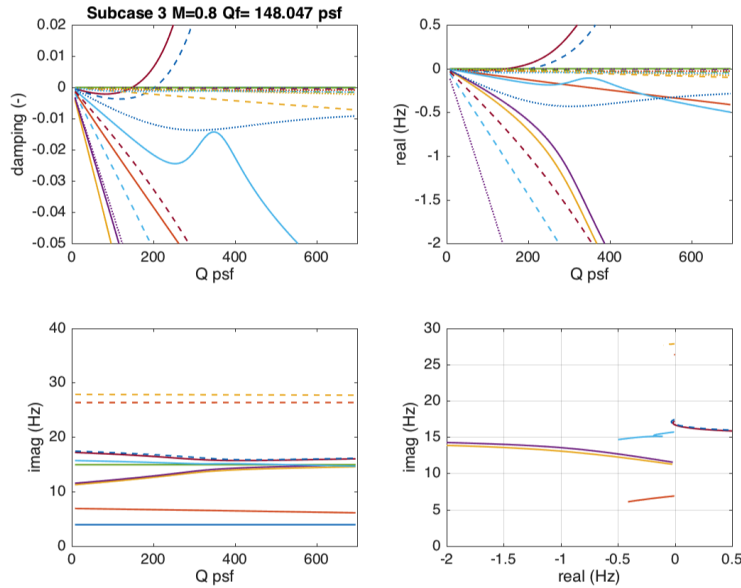 Subcase 3 M=0.8 Qf= 148.047 psf
0.02
0.01
0
-0.01
-0.02
-0.03
-0.04
-0.05
damping (-)
0 200 400 600
Q psf
0.5
0
-0.5
-1
-1.5
-2
real (Hz)
0 200 400 600
Q psf
40
30
20
10
0
imag (Hz)
0 200 400 600
Q psf
30
25
20
15
10
5
0
imag (Hz)
-2 -1.5 -1 -0.5 0 0.5
real (Hz)